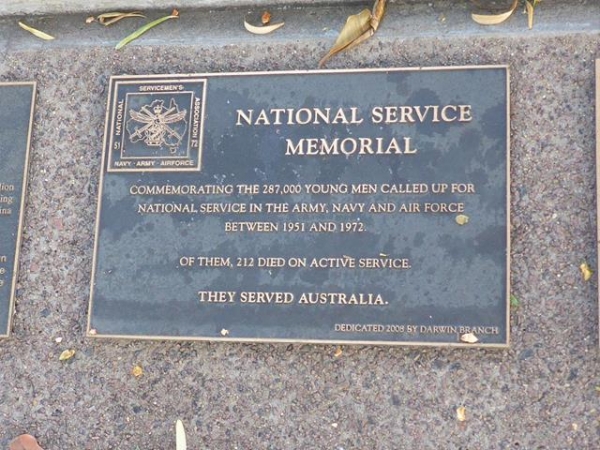 SERVICEMEN'S
NATIONAL
ASSOCIATION
51
72
NAVY · ARMY · AIRFORCE
NATIONAL SERVICE
MEMORIAL
COMMEMORATING THE 287,000 YOUNG MEN CALLED UP FOR
NATIONAL SERVICE IN THE ARMY, NAVY AND AIR FORCE
BETWEEN 1951 AND 1972.
OF THEM, 212 DIED ON ACTIVE SERVICE.
THEY SERVED AUSTRALIA.
DEDICATED 2008 BY DARWIN BRANCH